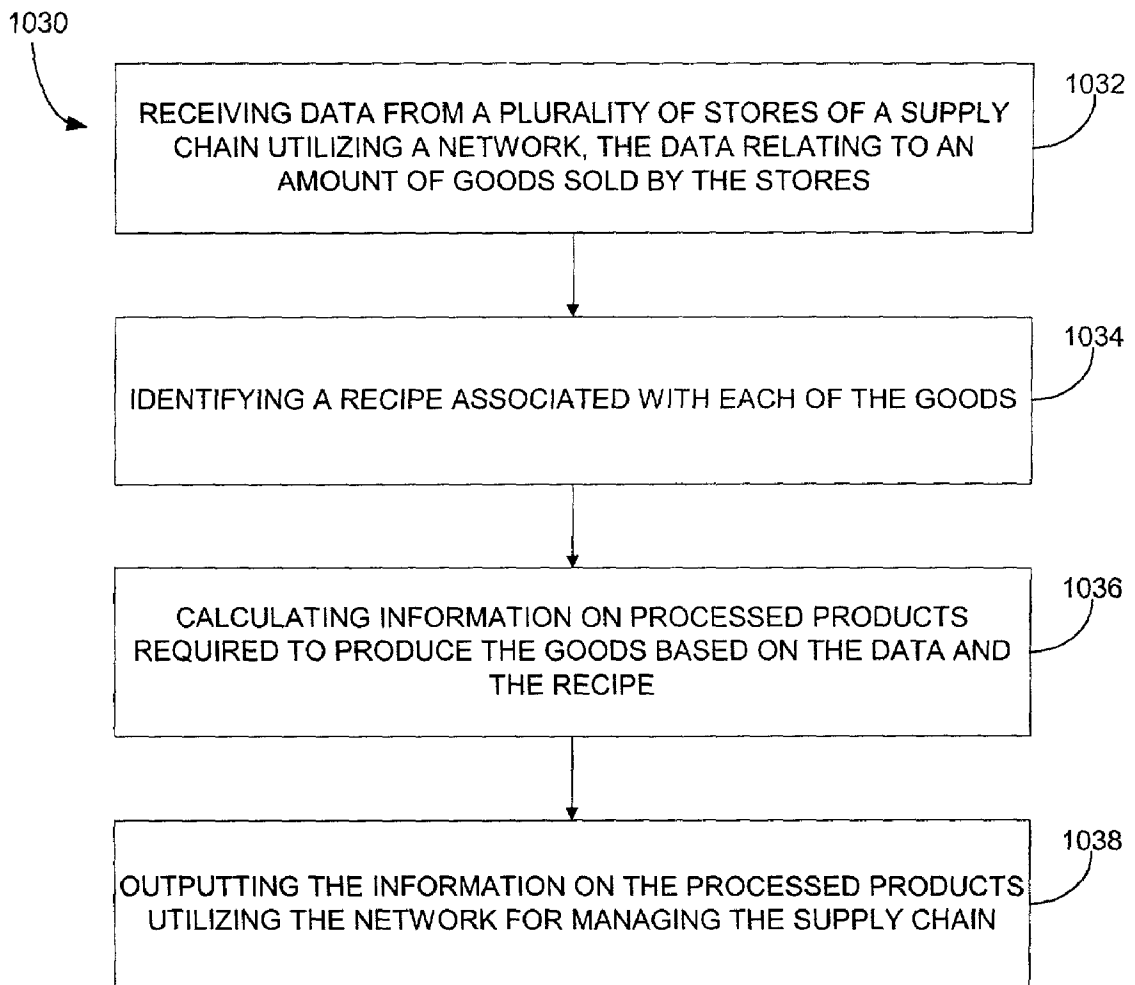 1030
1032
RECEIVING DATA FROM A PLURALITY OF STORES OF A SUPPLY
CHAIN UTILIZING A NETWORK, THE DATA RELATING TO AN
AMOUNT OF GOODS SOLD BY THE STORES
1034
IDENTIFYING A RECIPE ASSOCIATED WITH EACH OF THE GOODS
1036
CALCULATING INFORMATION ON PROCESSED PRODUCTS
REQUIRED TO PRODUCE THE GOODS BASED ON THE DATA AND
THE RECIPE
1038
OUTPUTTING THE INFORMATION ON THE PROCESSED PRODUCTS
UTILIZING THE NETWORK FOR MANAGING THE SUPPLY CHAIN